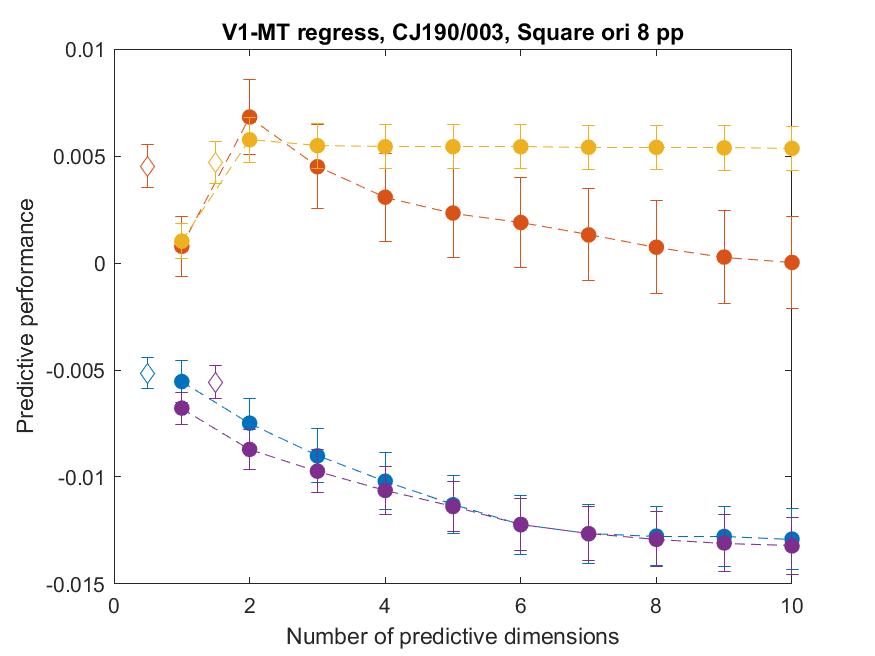 V1-MT regress, CJ190/003, Square ori 8 pp
0.01
0.005
0
-0.005
-0.01
-0.015
Predictive performance
0 2 4 6 8 10
Number of predictive dimensions